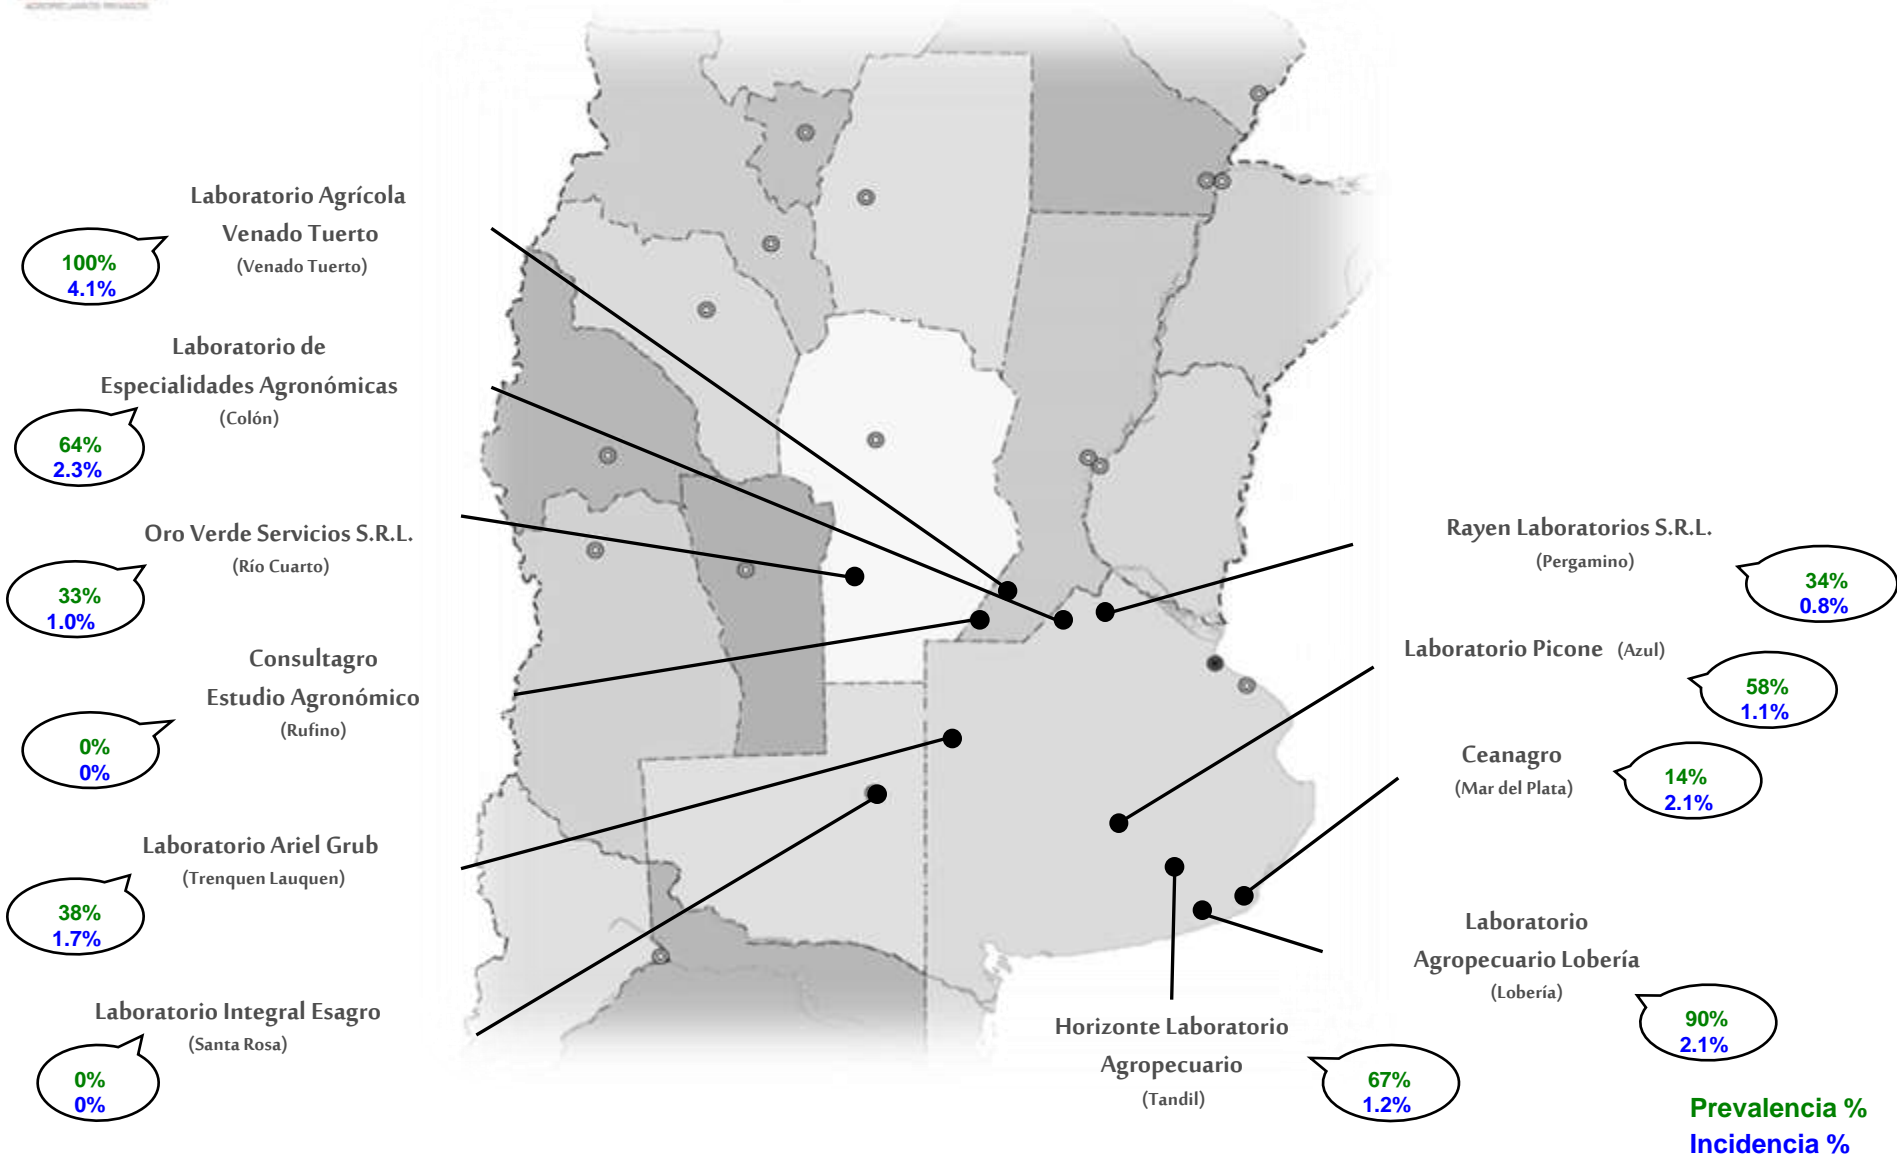 AGROPECUARIOS PRIVADOS
Laboratorio Agrícola
Venado Tuerto
(Venado Tuerto)
100%
4.1%
Laboratorio de
Especialidades Agronómicas
(Colón)
64%
2.3%
Oro Verde Servicios S.R.L.
(Río Cuarto)
33%
1.0%
Consultagro
Estudio Agronómico
(Rufino)
0%
0%
Laboratorio Ariel Grub
(Trenquen Lauquen)
38%
1.7%
Laboratorio Integral Esagro
(Santa Rosa)
0%
0%
Rayen Laboratorios S.R.L.
(Pergamino)
34%
0.8%
Laboratorio Picone (Azul)
58%
1.1%
Ceanagro
(Mar del Plata)
14%
2.1%
Laboratorio
Agropecuario Lobería
(Lobería)
90%
2.1%
Horizonte Laboratorio
Agropecuario
(Tandil)
67%
1.2%
Prevalencia %
Incidencia %